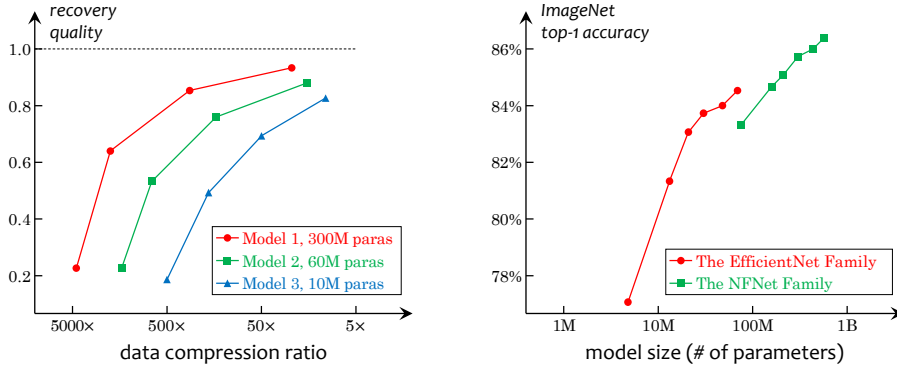 recovery
quality
1.0
0.8
0.6
0.4
0.2
Model 1, 300M paras
Model 2, 60M paras
Model 3, 10M paras
5000×
500×
50×
5×
data compression ratio
ImageNet
top-1 accuracy
86%
84%
82%
80%
78%
The EfficientNet Family
The NFNet Family
1M
10M
100M
1B
model size (# of parameters)